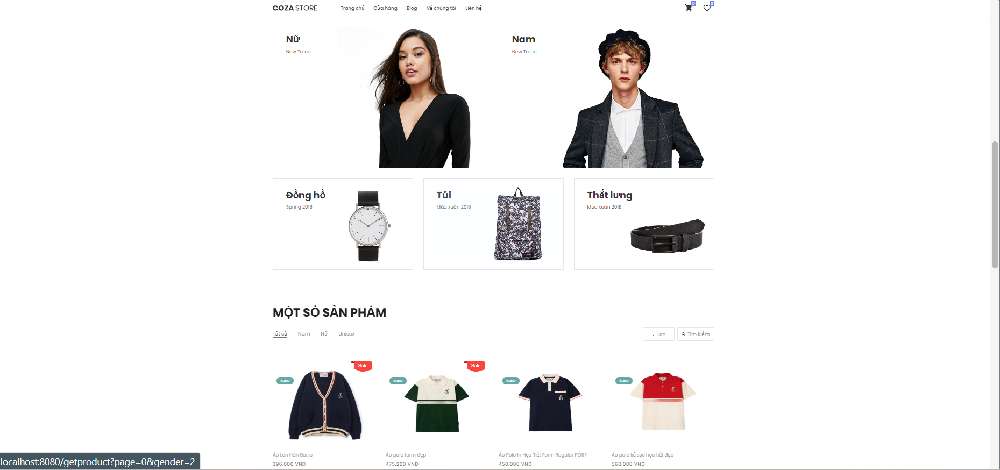 COZA STORE
Trang chủ Cửa hàng Blog Về chúng tôi Liên hệ
0 0
Nữ
New Trend
Nam
New Trend
Đồng hồ
Spring 2018
Túi
Mùa xuân 2018
Thắt lưng
Mùa xuân 2018
MỘT SỐ SẢN PHẨM
Tất cả Nam Nữ Unisex
Lọc Tìm kiếm
Sale Sale
New New New New
Áo Len Hàn Basic
396.000 VND
Áo polo form đẹp
475.200 VND
Áo Polo In Họa Tiết Form Regular PO117
450.000 VND
Áo polo kẻ sọc họa tiết đẹp
560.000 VND
localhost:8080/getproduct?page=0&gender=2